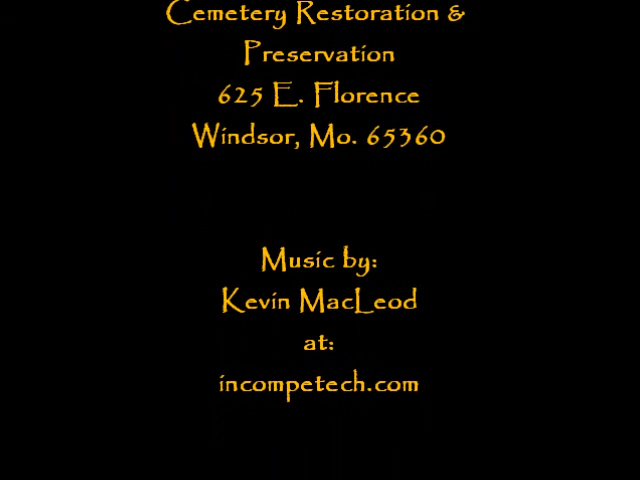 Cemetery Restoration &
Preservation
625 E. Florence
Windsor, Mo. 65360
Music by:
Kevin MacLeod
at:
incompetech.com